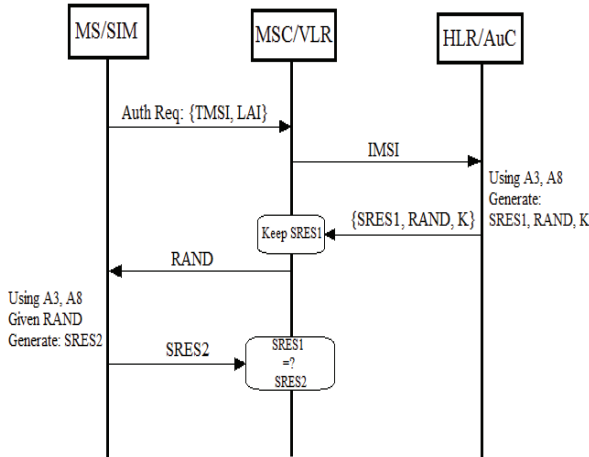 MS/SIM
MSC/VLR
HLR/AuC
Auth Req: {TMSI, LAI}
IMSI
Using A3, A8
Generate:
SRES1, RAND, K
{SRES1, RAND, K}
Keep SRES1
RAND
Using A3, A8
Given RAND
Generate: SRES2
SRES2
SRES1
=?
SRES2